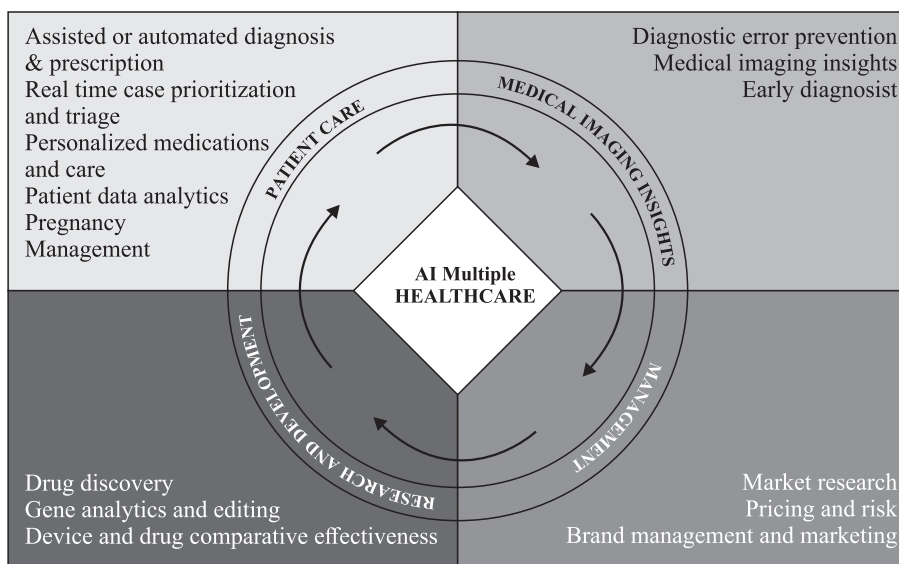 Assisted or automated diagnosis
& prescription
Real time case prioritization
and triage
Personalized medications
and care
Patient data analytics
Pregnancy
Management
Diagnostic error prevention
Medical imaging insights
Early diagnosist
PATIENT CARE
MEDICAL IMAGING INSIGHTS
AI Multiple
HEALTHCARE
RESEARCH AND DEVELOPMENT
MANAGEMENT
Drug discovery
Gene analytics and editing
Device and drug comparative effectiveness
Market research
Pricing and risk
Brand management and marketing